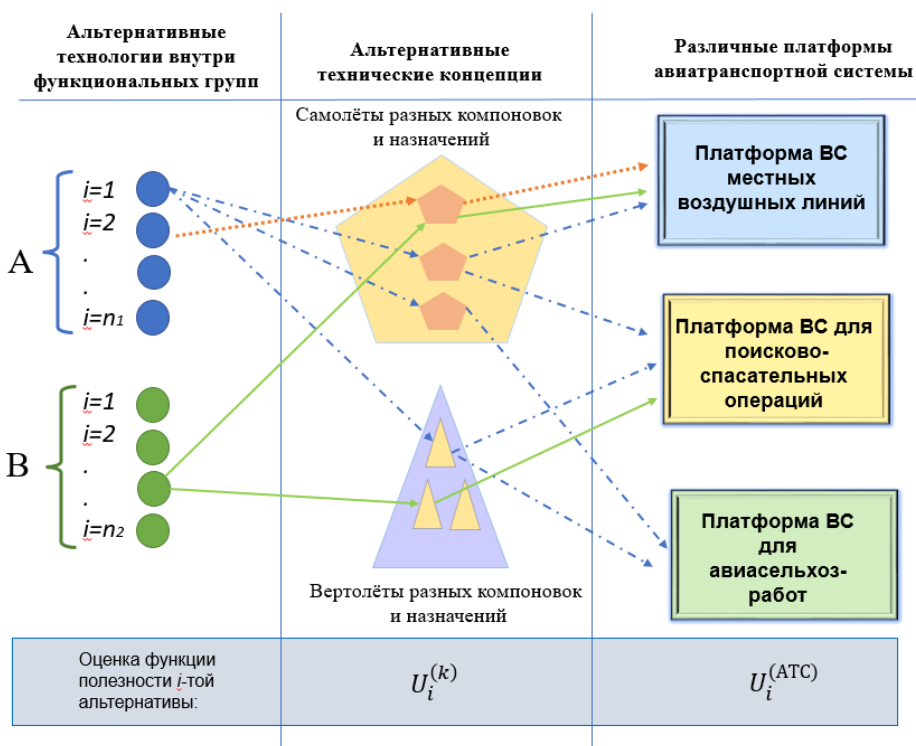 Альтернативные
технологии внутри
функциональных групп
Альтернативные
технические концепции
Различные платформы
авиатранспортной системы
Самолёты разных компоновок
и назначений
A
i=1
i=2
.
.
i=n1
B
i=1
i=2
.
.
i=n2
Вертолёты разных компоновок
и назначений
Платформа ВС
местных
воздушных линий
Платформа ВС для
поисково-
спасательных
операций
Платформа ВС
для
авиасельхоз-
работ
Оценка функции
полезности i-той
альтернативы:
U_i^(k)
U_i^(АТС)